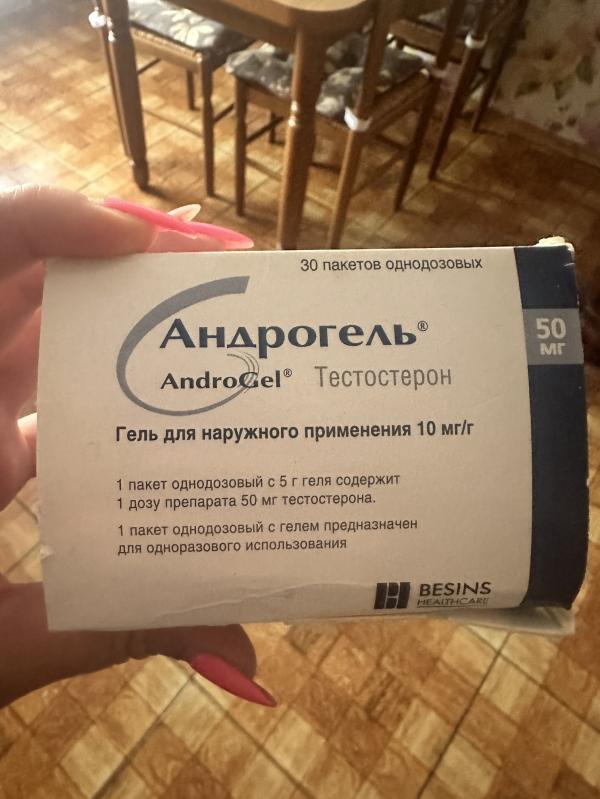 30 пакетов однодозовых
Андрогель®
AndroGel® Тестостерон
50 мг
Гель для наружного применения 10 мг/г
1 пакет однодозовый с 5 г геля содержит
1 дозу препарата 50 мг тестостерона.
1 пакет однодозовый с гелем предназначен
для одноразового использования
BESINS
HEALTHCARE